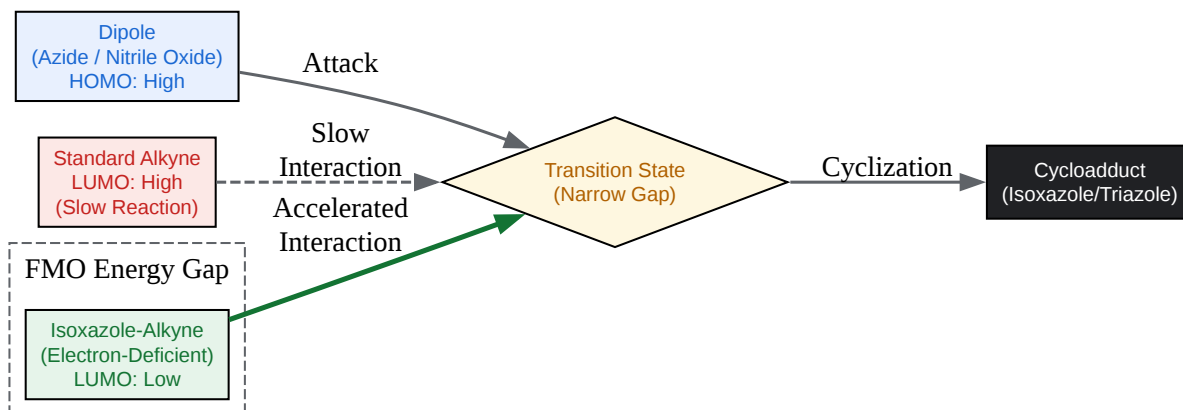 Dipole
(Azide / Nitrile Oxide)
HOMO: High
Attack
Standard Alkyne
LUMO: High
(Slow Reaction)
Slow
Interaction
Accelerated
Interaction
FMO Energy Gap
Isoxazole-Alkyne
(Electron-Deficient)
LUMO: Low
Transition State
(Narrow Gap)
Cyclization
Cycloadduct
(Isoxazole/Triazole)